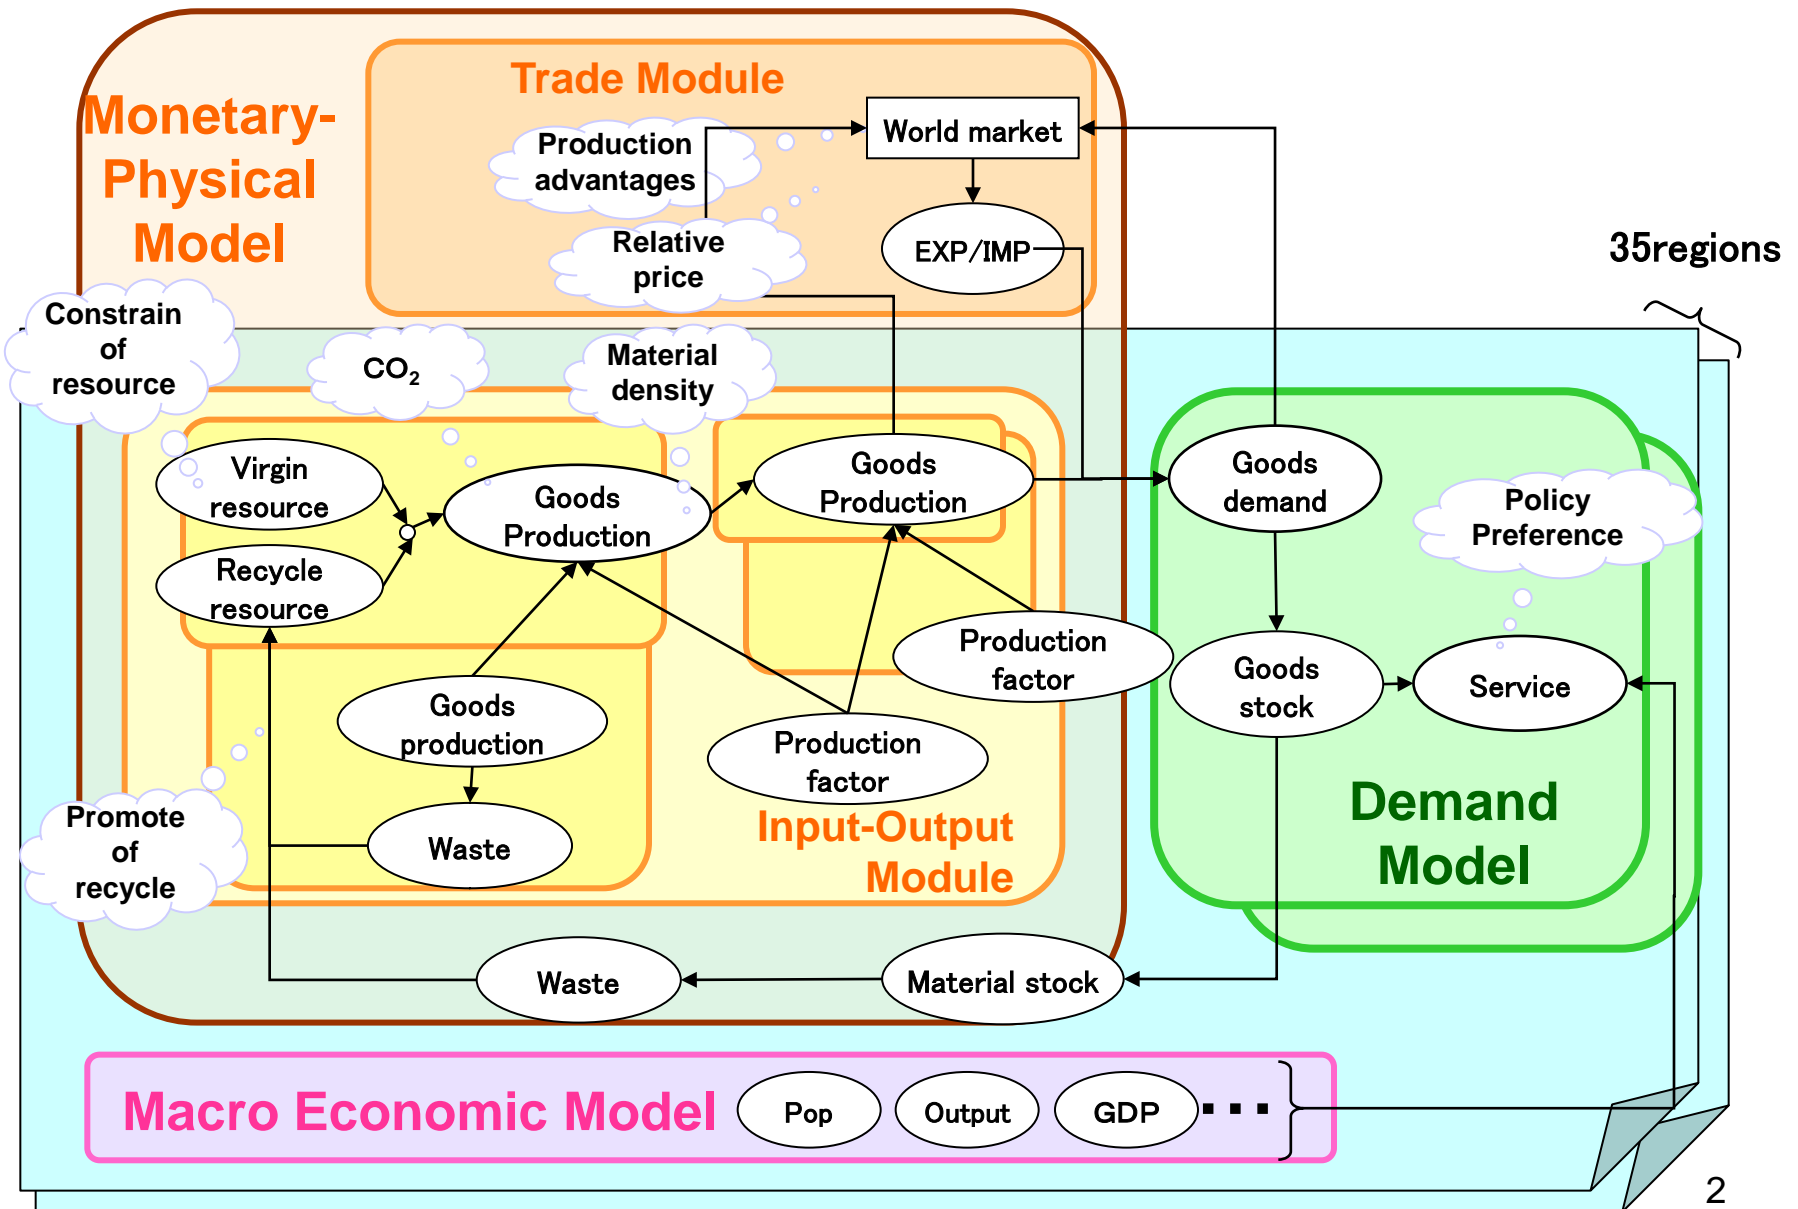 Trade Module
Monetary-
Physical
Model
World market
Production
advantages
Relative
price
EXP/IMP
35regions
Constrain
of
resource
CO₂
Material
density
Virgin
resource
Goods
Production
Goods
Production
Goods
demand
Policy
Preference
Recycle
resource
Production
factor
Goods
stock
Service
Goods
production
Production
factor
Promote
of
recycle
Waste
Input-Output
Module
Demand
Model
Waste
Material stock
Macro Economic Model
Pop
Output
GDP
...
2